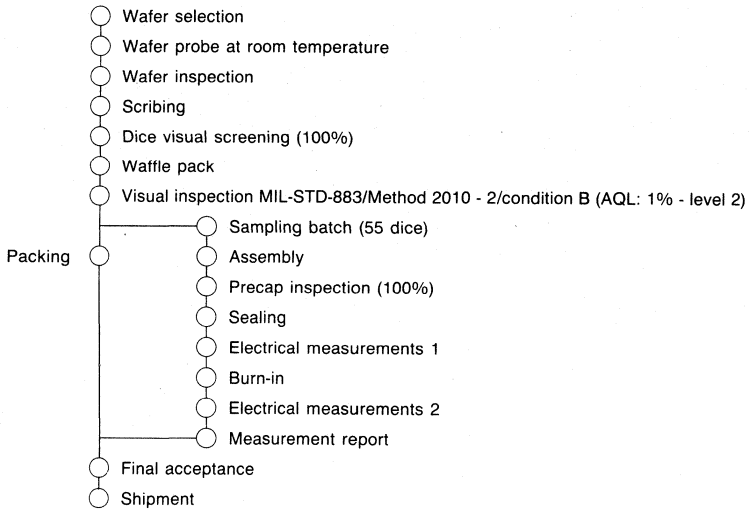 Wafer selection
Wafer probe at room temperature
Wafer inspection
Scribing
Dice visual screening (100%)
Waffle pack
Visual inspection MIL-STD-883/Method 2010 - 2/condition B (AQL: 1% - level 2)
Sampling batch (55 dice)
Packing
Assembly
Precap inspection (100%)
Sealing
Electrical measurements 1
Burn-in
Electrical measurements 2
Measurement report
Final acceptance
Shipment